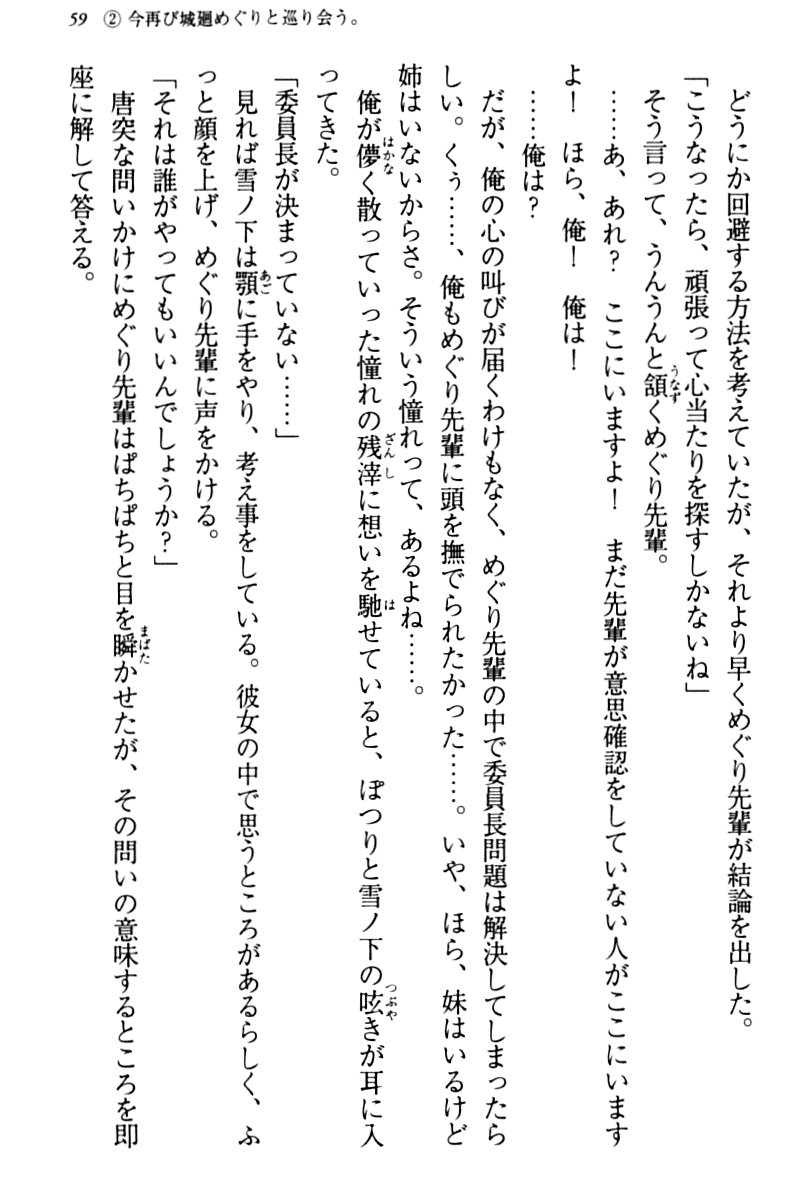 59 ② 今再び城廻めぐりと巡り会う。
どうにか回避する方法を考えていたが、それより早くめぐり先輩が結論を出した。
「こうなったら、頑張って心当たりを探すしかないね」
そう言って、うんうんと頷くめぐり先輩。
……あ、あれ？　ここにいますよ！　まだ先輩が意思確認をしていない人がここにいます
よ！　ほら、俺！　俺は！
……俺は？
だが、俺の心の叫びが届くわけもなく、めぐり先輩の中で委員長問題は解決してしまったら
しい。くぅ……、俺もめぐり先輩に頭を撫でられたかった……。いや、ほら、妹はいるけど
姉はいないからさ。そういう憧れって、あるよね……。
俺が儚く散っていった憧れの残滓に想いを馳せていると、ぽつりと雪ノ下の呟きが耳に入
ってきた。
「委員長が決まっていない……」
見れば雪ノ下は顎に手をやり、考え事をしている。彼女の中で思うところがあるらしく、ふ
っと顔を上げ、めぐり先輩に声をかける。
「それは誰がやってもいいんでしょうか？」
唐突な問いかけにめぐり先輩はぱちぱちと目を瞬かせたが、その問いの意味するところを即
座に解して答える。